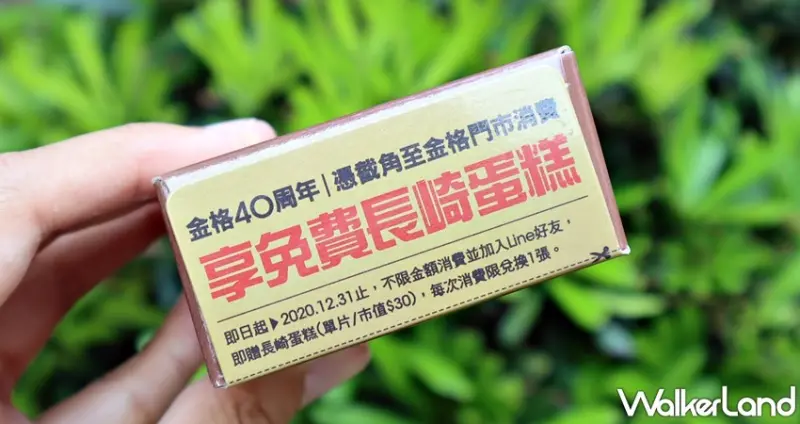 金格40周年|憑截角至金格門市消費
享免費長崎蛋糕
即日起▶2020.12.31止,不限金額消費並加入Line好友,
即贈長崎蛋糕(單片/市值$30),每次消費限兌換1張。
WALKERLAND